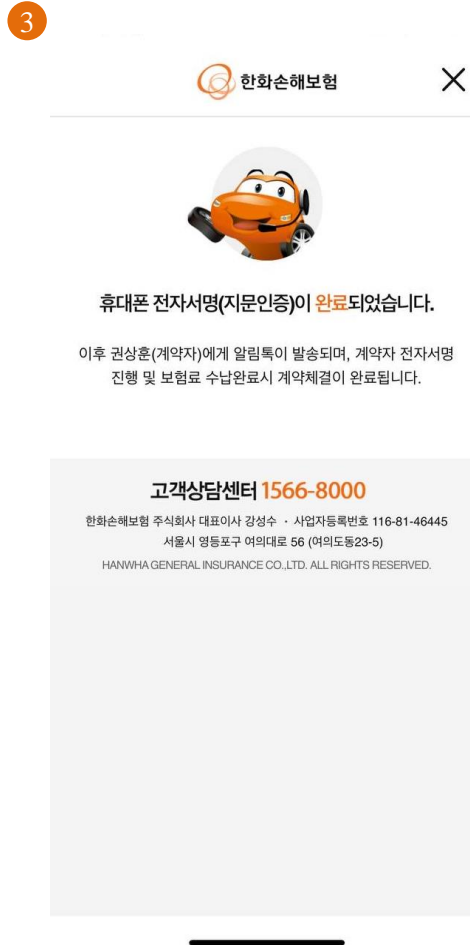 3
한화손해보험
휴대폰 전자서명(지문인증)이 완료되었습니다.
이후 권상훈(계약자)에게 알림톡이 발송되며, 계약자 전자서명
진행 및 보험료 수납완료시 계약체결이 완료됩니다.
고객상담센터 1566-8000
한화손해보험 주식회사 대표이사 강성수 · 사업자등록번호 116-81-46445
서울시 영등포구 여의대로 56 (여의도동23-5)
HANWHA GENERAL INSURANCE CO.,LTD. ALL RIGHTS RESERVED.